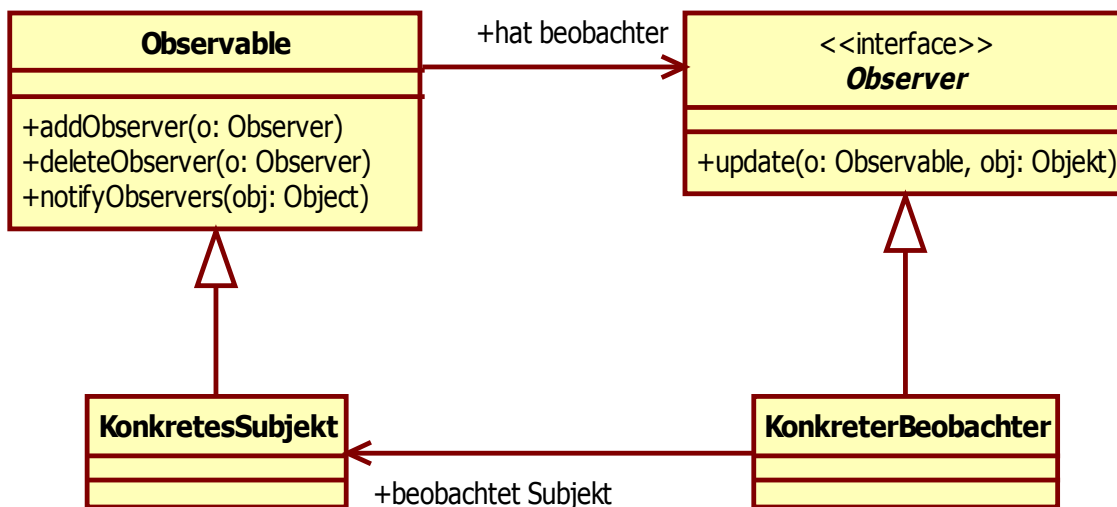 Observable
+addObserver(o: Observer)
+deleteObserver(o: Observer)
+notifyObservers(obj: Object)
+hat beobachter
<<interface>>
Observer
+update(o: Observable, obj: Objekt)
KonkretesSubjekt
+beobachtet Subjekt
KonkreterBeobachter